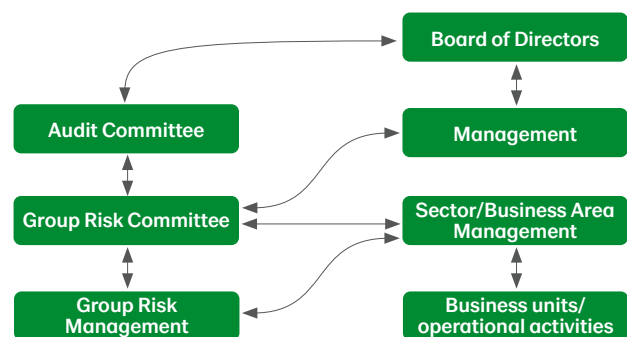 Board of Directors
Audit Committee
Management
Group Risk Committee
Sector/Business Area
Management
Group Risk
Management
Business units/
operational activities